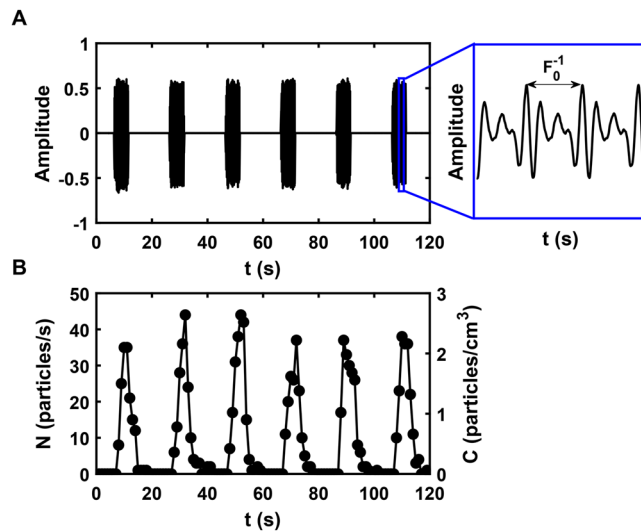 A
Amplitude
1
0.5
0
-0.5
-1
0 20 40 60 80 100 120
t (s)
F₀⁻¹
Amplitude
t (s)
B
N (particles/s)
50
40
30
20
10
0
0 20 40 60 80 100 120
t (s)
3
2
1
0
C (particles/cm³)